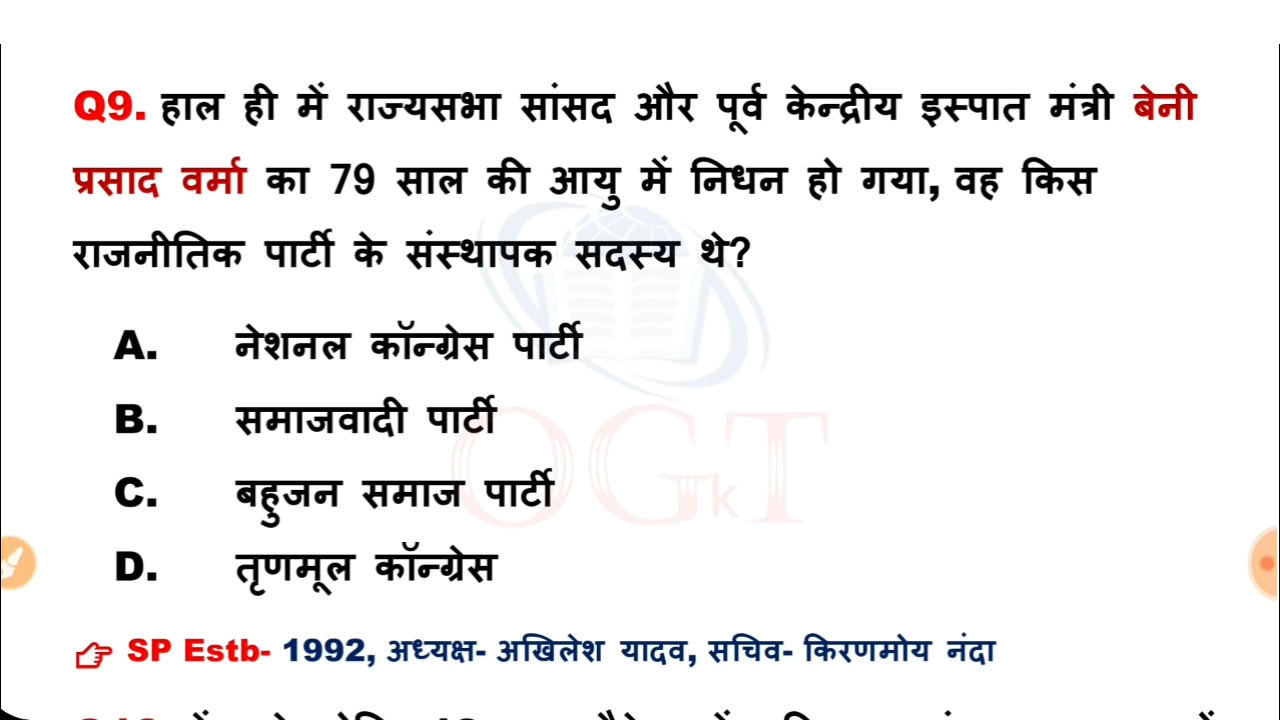 Q9. हाल ही में राज्यसभा सांसद और पूर्व केन्द्रीय इस्पात मंत्री बेनी
प्रसाद वर्मा का 79 साल की आयु में निधन हो गया, वह किस
राजनीतिक पार्टी के संस्थापक सदस्य थे?
A. नेशनल कॉन्ग्रेस पार्टी
B. समाजवादी पार्टी
C. बहुजन समाज पार्टी
D. तृणमूल कॉन्ग्रेस
OGTk
SP Estb- 1992, अध्यक्ष- अखिलेश यादव, सचिव- किरणमोय नंदा